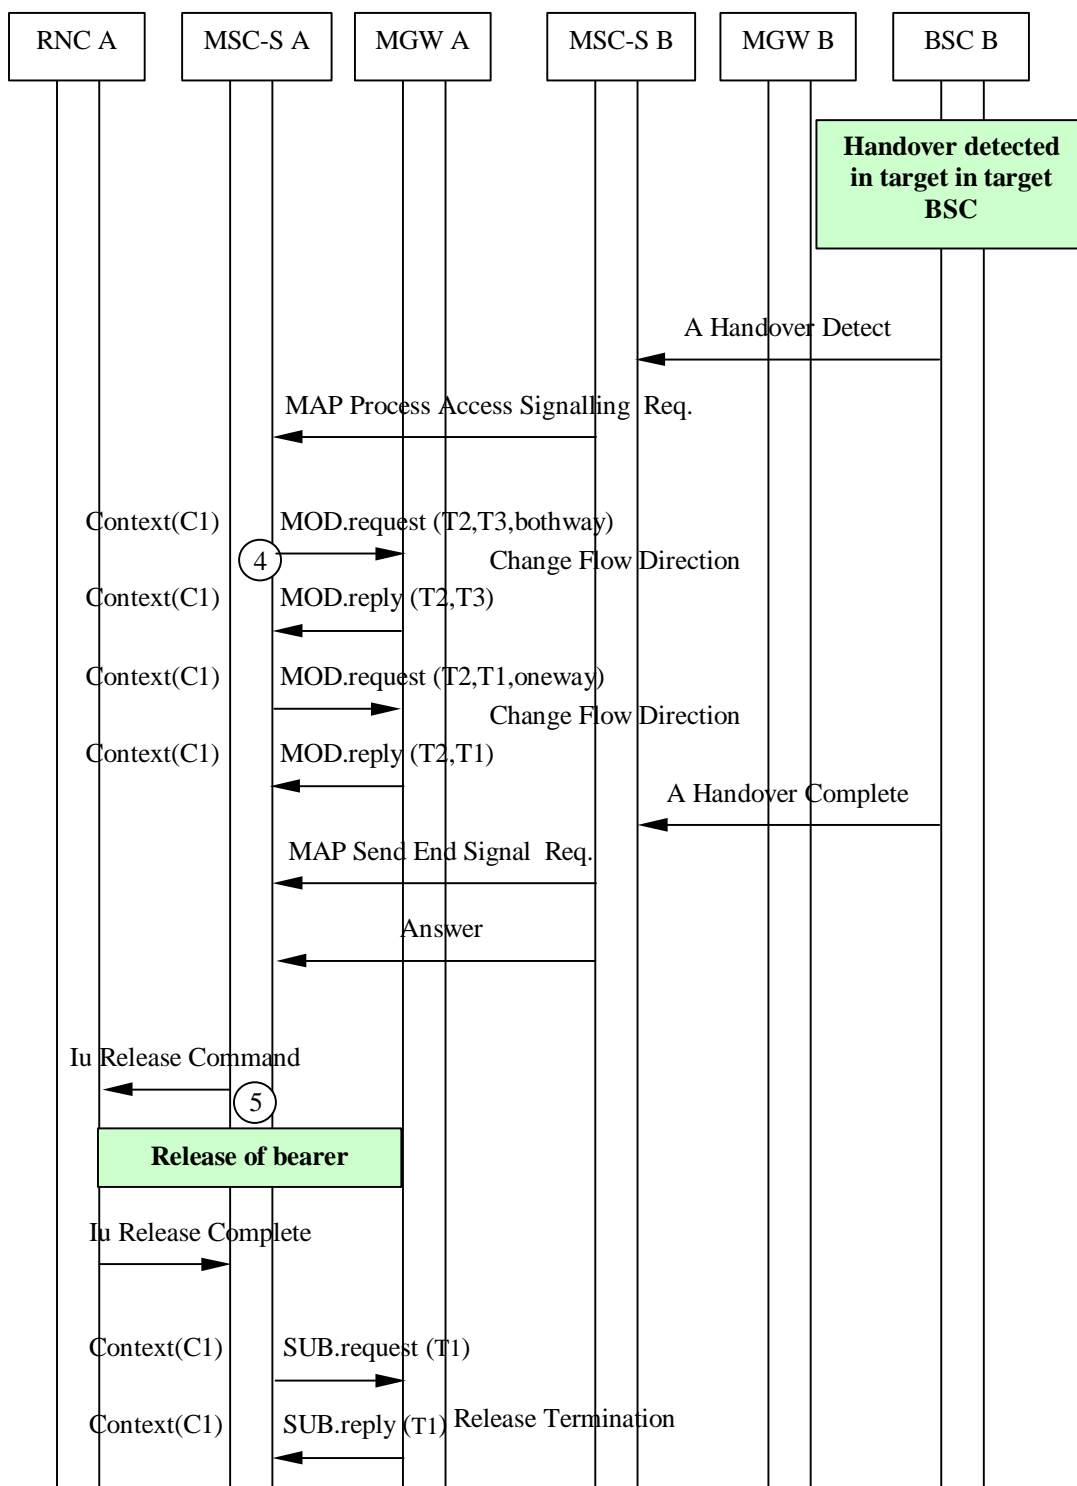 RNC A MSC-S A MGW A MSC-S B MGW B BSC B
Handover detected
in target in target
BSC
A Handover Detect
MAP Process Access Signalling Req.
Context(C1) MOD.request (T2,T3,bothway)
4 Change Flow Direction
Context(C1) MOD.reply (T2,T3)
Context(C1) MOD.request (T2,T1,oneway)
Change Flow Direction
Context(C1) MOD.reply (T2,T1)
A Handover Complete
MAP Send End Signal Req.
Answer
Iu Release Command
5
Release of bearer
Iu Release Complete
Context(C1) SUB.request (T1)
Context(C1) SUB.reply (T1) Release Termination